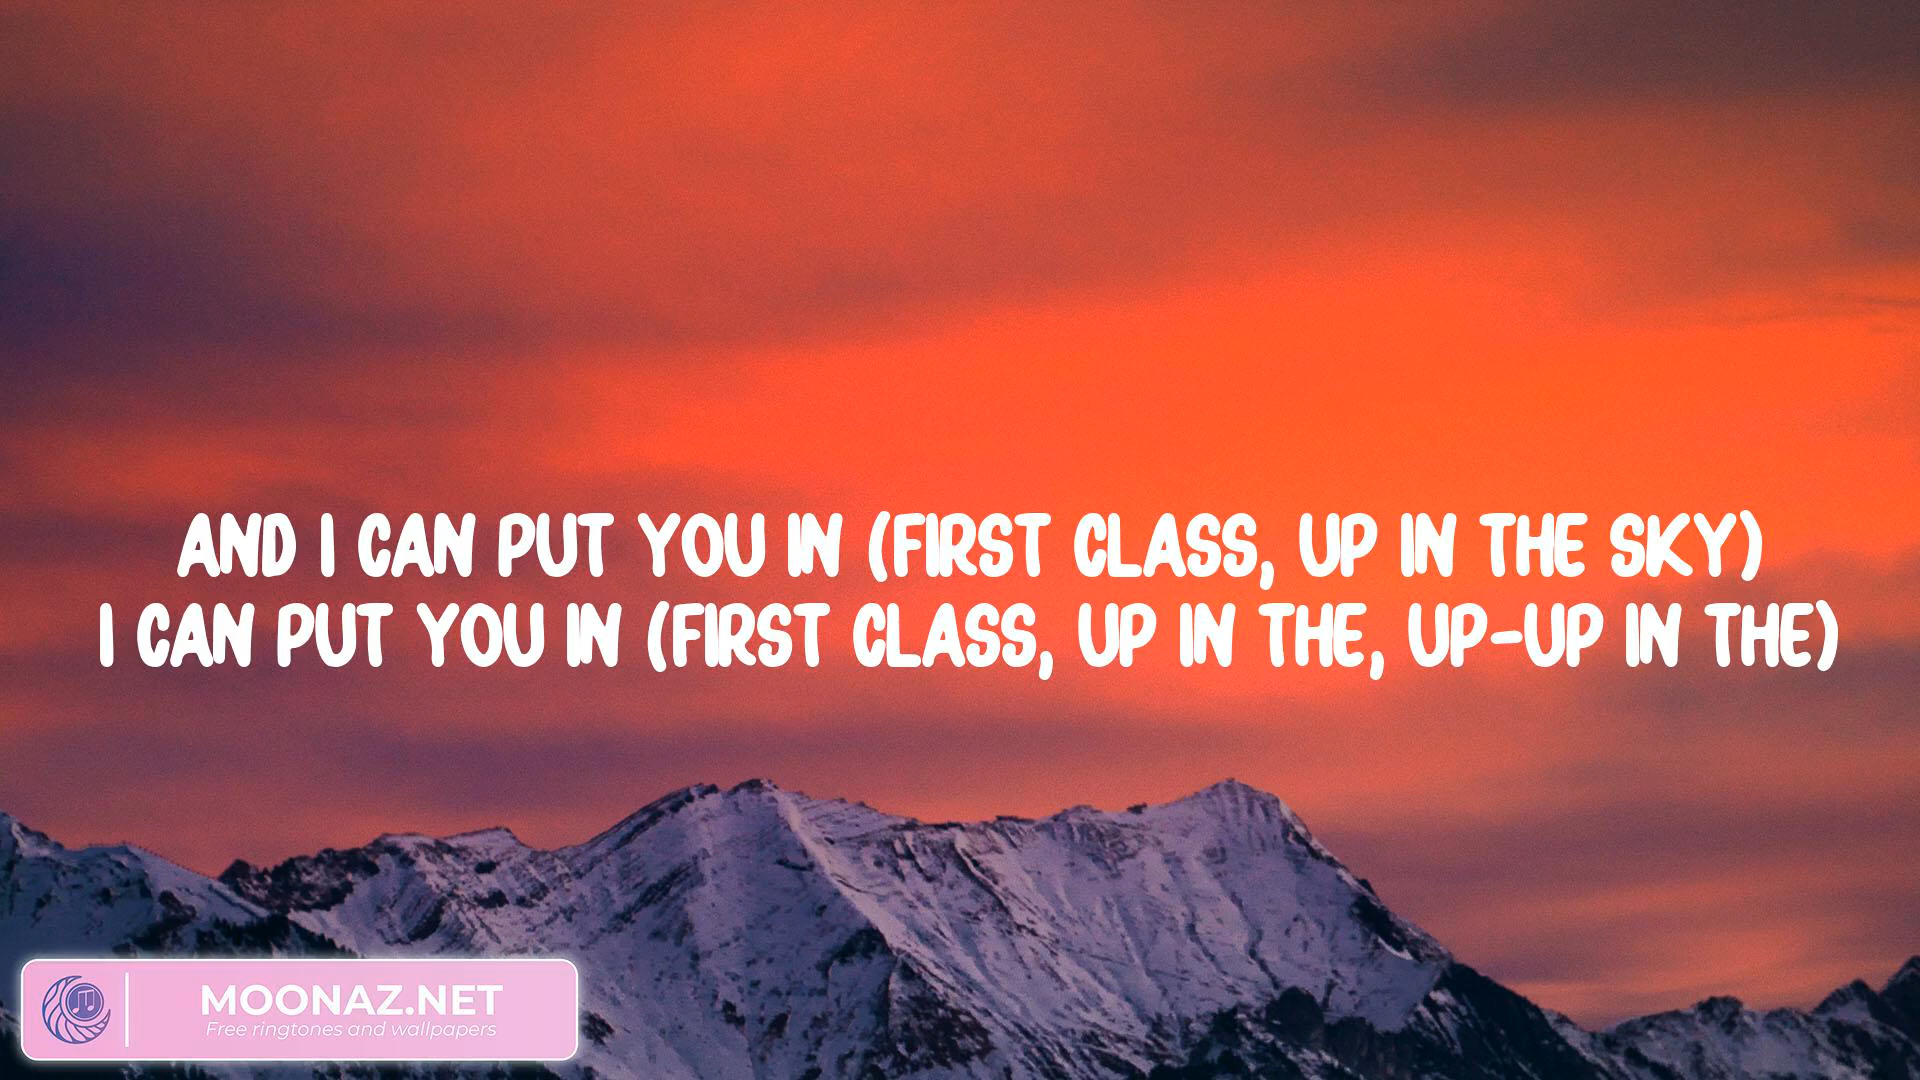 AND I CAN PUT YOU IN (FIRST CLASS, UP IN THE SKY)
I CAN PUT YOU IN (FIRST CLASS, UP IN THE, UP-UP IN THE)
MOONAZ.NET
Free ringtones and wallpapers